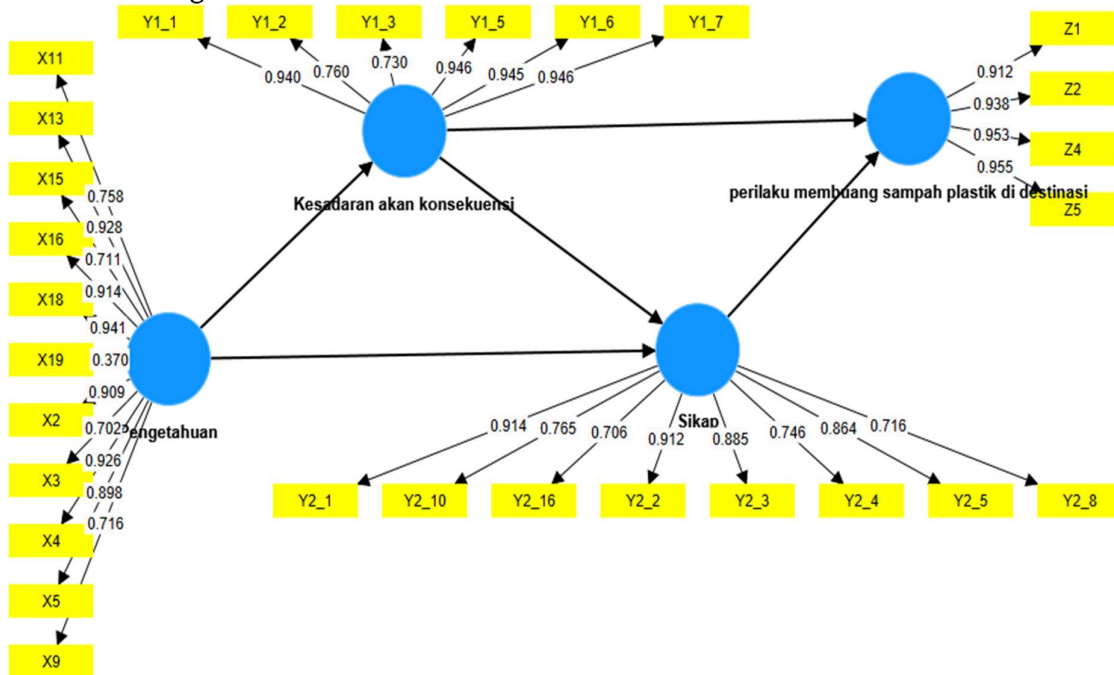 Y1_1
Y1_2
Y1_3
Y1_5
Y1_6
Y1_7
0.940
0.760
0.730
0.946
0.945
0.946
Z1
Z2
Z4
Z5
0.912
0.938
0.953
0.955
X11
X13
X15
X16
X18
X19
X2
X3
X4
X5
X9
0.758
0.928
0.711
0.914
0.941
0.370
0.909
0.702
0.926
0.898
0.716
Kesadaran akan konsekuensi
perilaku membuang sampah plastik di destinasi
Pengetahuan
Sikap
0.914
0.765
0.706
0.912
0.885
0.746
0.864
0.716
Y2_1
Y2_10
Y2_16
Y2_2
Y2_3
Y2_4
Y2_5
Y2_8